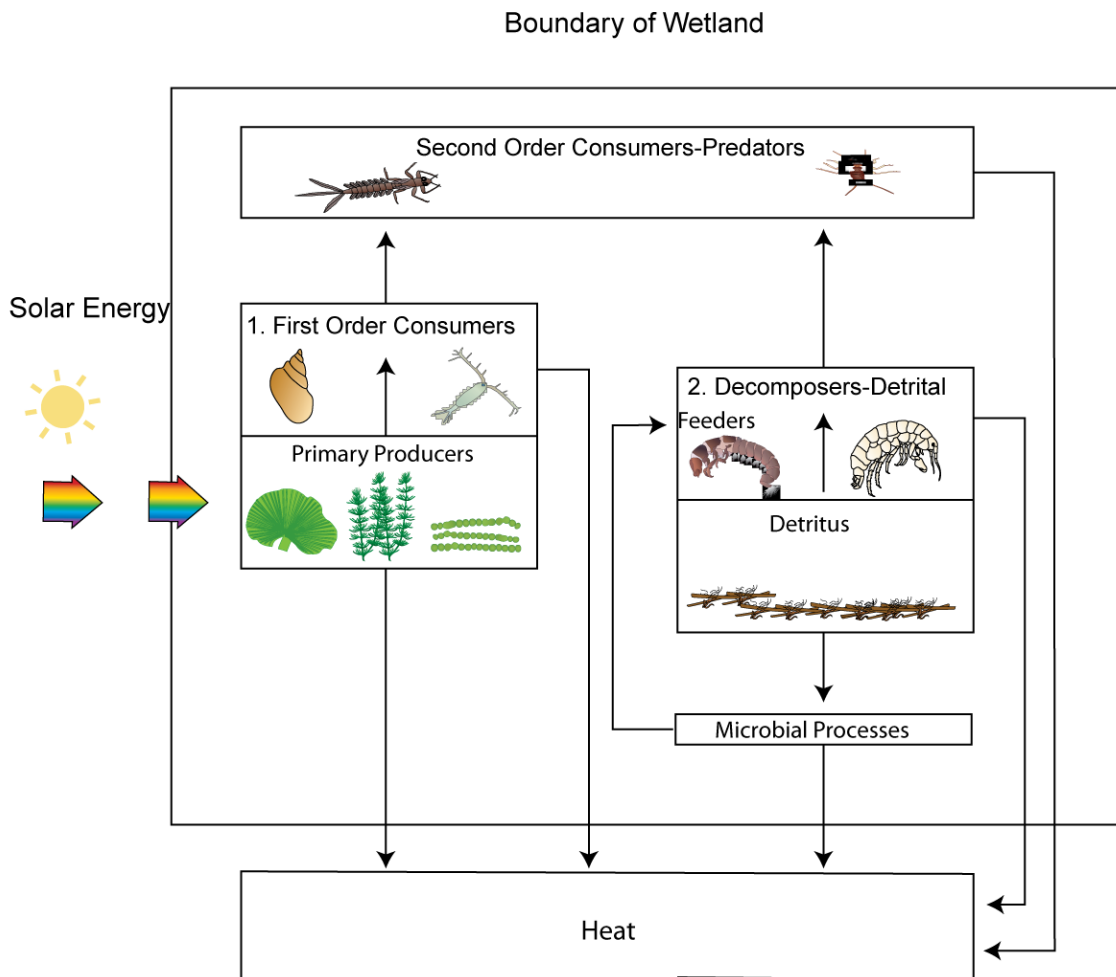 Boundary of Wetland
Second Order Consumers-Predators
Solar Energy
1. First Order Consumers
Primary Producers
2. Decomposers-Detrital
Feeders
Detritus
Microbial Processes
Heat